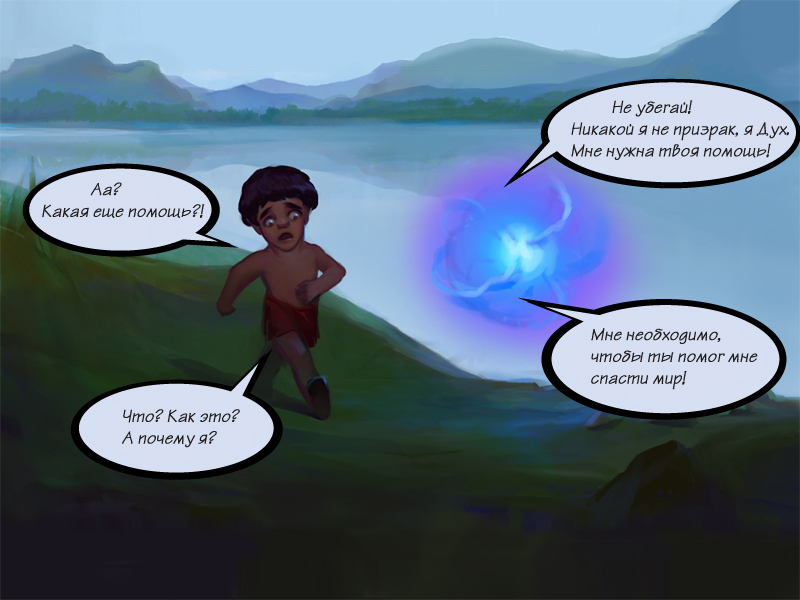 Не убегай!
Никакой я не призрак, я Дух.
Мне нужна твоя помощь!
Аа?
Какая еще помощь?!
Мне необходимо,
чтобы ты помог мне
спасти мир!
Что? Как это?
А почему я?